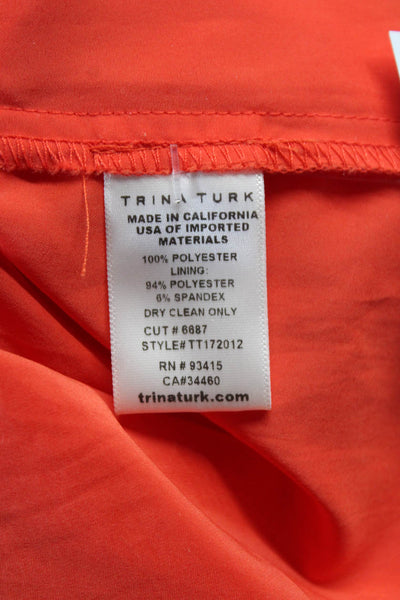 TRINA TURK
MADE IN CALIFORNIA
USA OF IMPORTED
MATERIALS
100% POLYESTER
LINING:
94% POLYESTER
6% SPANDEX
DRY CLEAN ONLY
CUT # 6687
STYLE# TT172012
RN # 93415
CA#34460
trinaturk.com